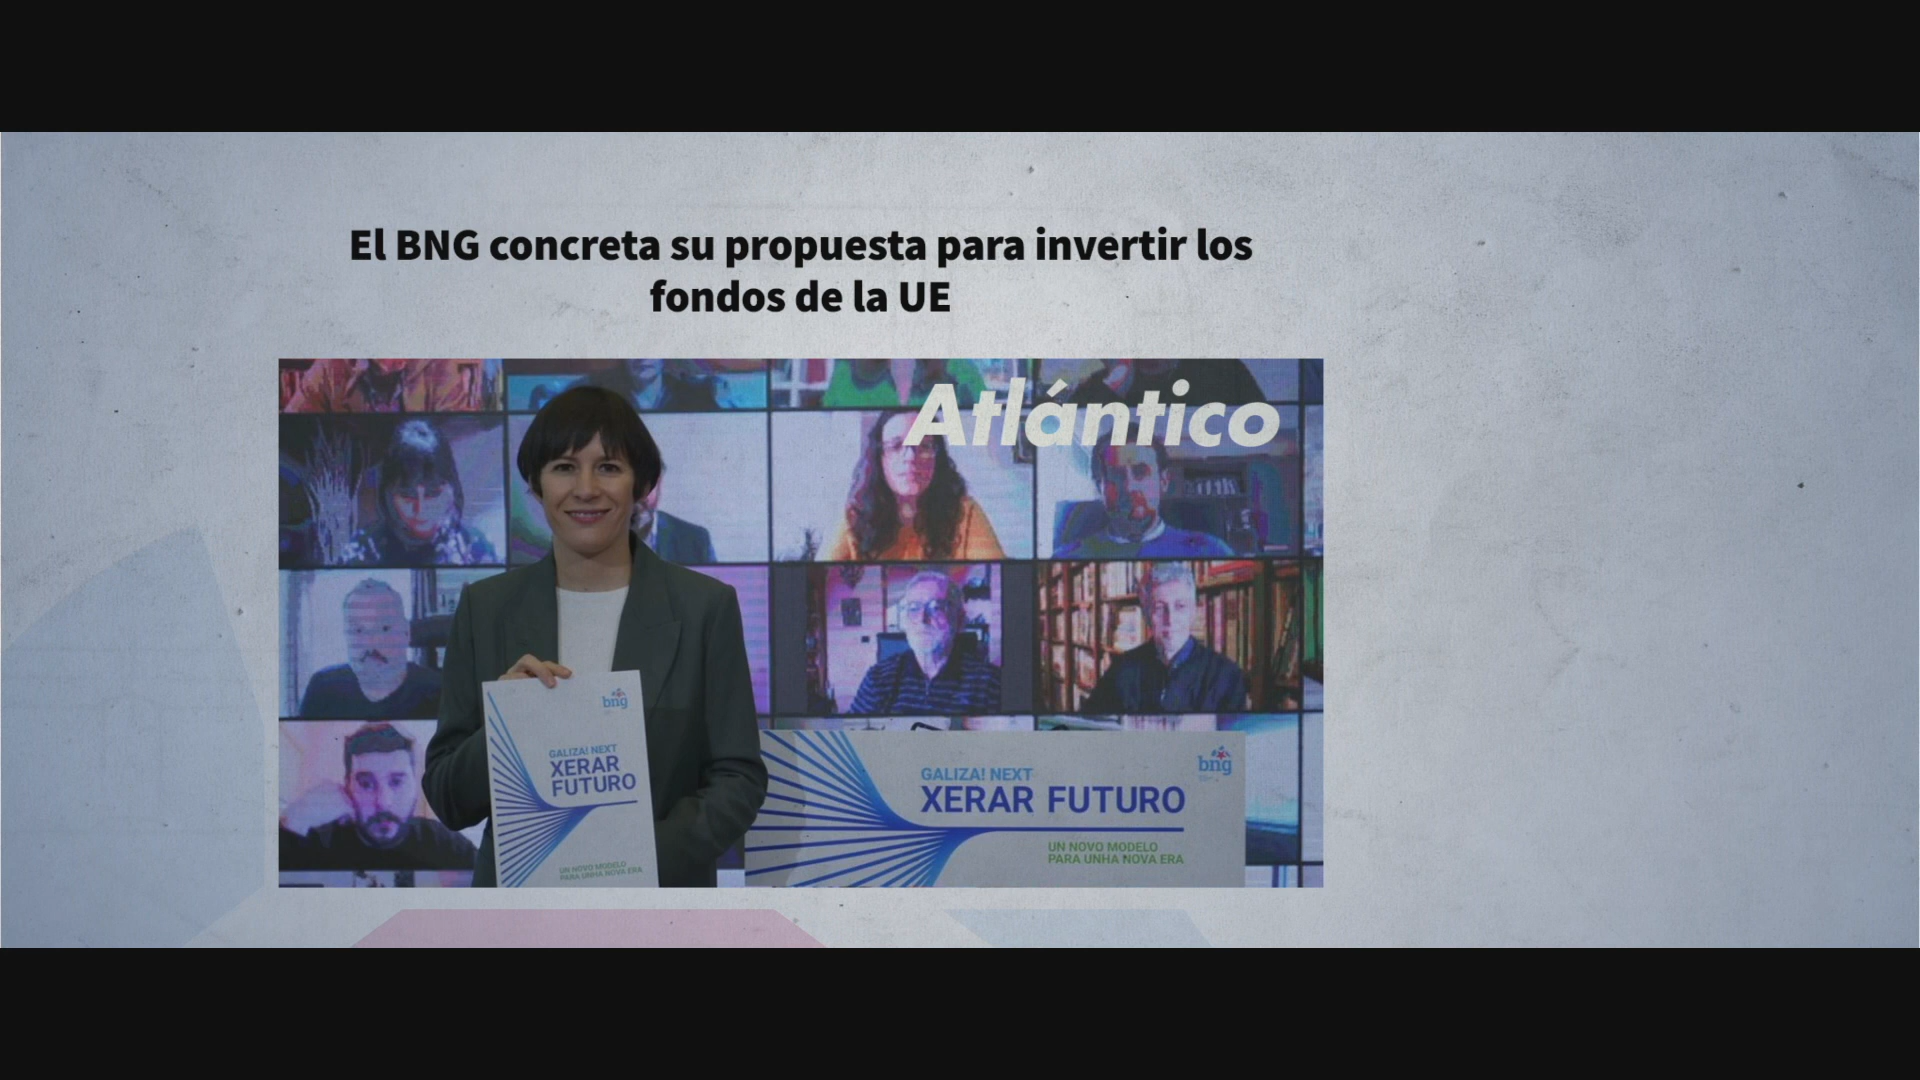 El BNG concreta su propuesta para invertir los
fondos de la UE
Atlántico
bng
GALIZA! NEXT
XERAR
FUTURO
UN NOVO MODELO
PARA UNHA NOVA ERA
bng
GALIZA! NEXT
XERAR FUTURO
UN NOVO MODELO
PARA UNHA NOVA ERA